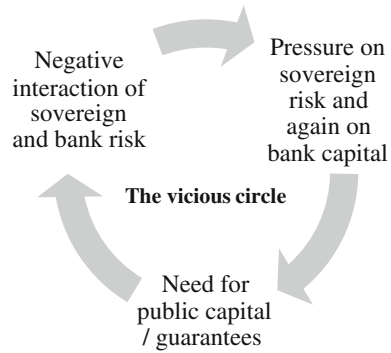 Negative
interaction of
sovereign
and bank risk
Pressure on
sovereign
risk and
again on
bank capital
The vicious circle
Need for
public capital
/ guarantees